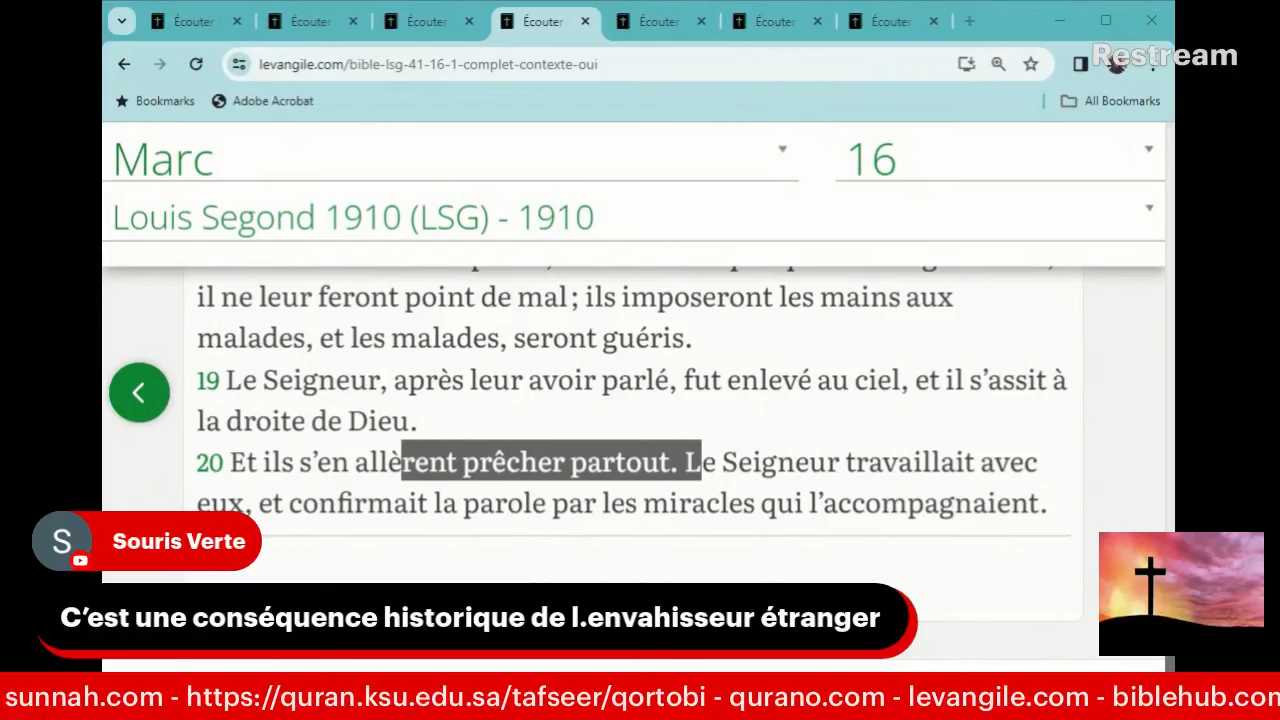 Écouter
Écouter
Écouter
Écouter
Écouter
Écouter
Écouter
levangile.com/bible-lsg-41-16-1-complet-contexte-oui
Restream
Bookmarks
Adobe Acrobat
All Bookmarks
Marc
16
Louis Segond 1910 (LSG) - 1910
il ne leur feront point de mal; ils imposeront les mains aux
malades, et les malades, seront guéris.
19 Le Seigneur, après leur avoir parlé, fut enlevé au ciel, et il s'assit à
la droite de Dieu.
20 Et ils s'en allèrent prêcher partout. Le Seigneur travaillait avec
eux, et confirmait la parole par les miracles qui l'accompagnaient.
S
Souris Verte
C'est une conséquence historique de l.envahisseur étranger
sunnah.com - https://quran.ksu.edu.sa/tafseer/qortobi - qurano.com - levangile.com - biblehub.com